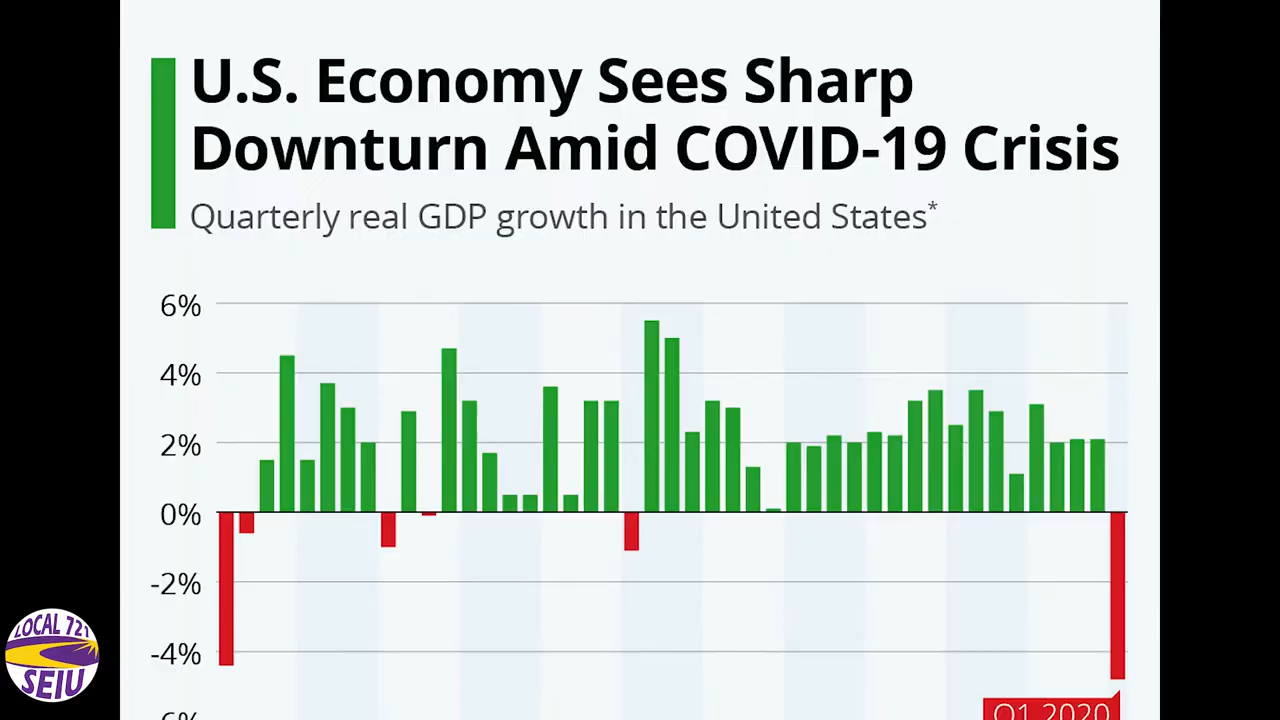 U.S. Economy Sees Sharp
Downturn Amid COVID-19 Crisis
Quarterly real GDP growth in the United States*
6%
4%
2%
0%
-2%
-4%
-6%
Q1 2020
LOCAL 721
SEIU